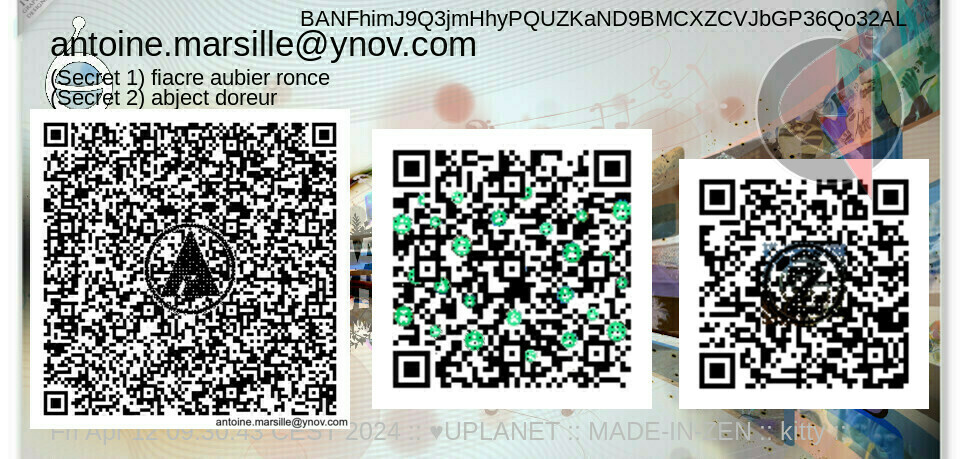 BANFhimJ9Q3jmHhyPQUZKaND9BMCXZCVJbGP36Qo32AL
antoine.marsille@ynov.com
(Secret 1) fiacre aubier ronce
(Secret 2) abject doreur
antoine.marsille@ynov.com
Fri Apr 12 09:30:43 CEST 2024 :: ♥UPLANET :: MADE-IN-ZEN :: kitty